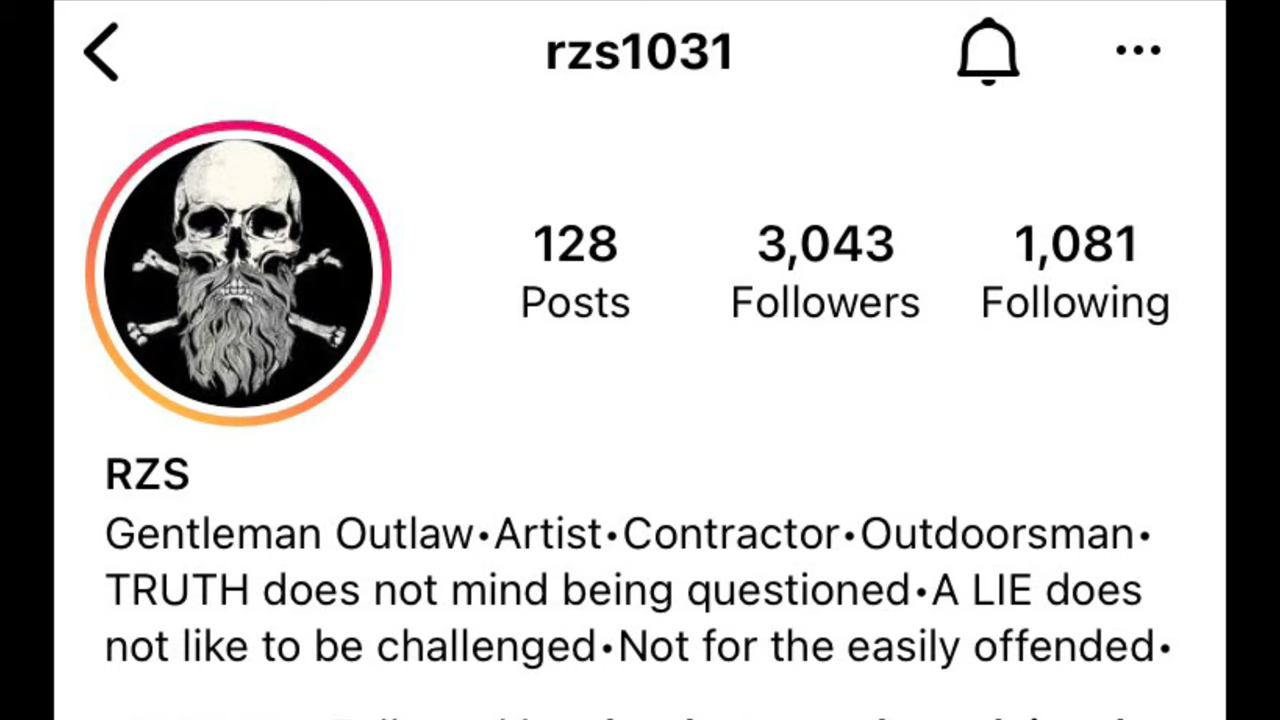 rzs1031
128 3,043 1,081
Posts Followers Following
RZS
Gentleman Outlaw•Artist•Contractor•Outdoorsman•
TRUTH does not mind being questioned•A LIE does
not like to be challenged•Not for the easily offended•